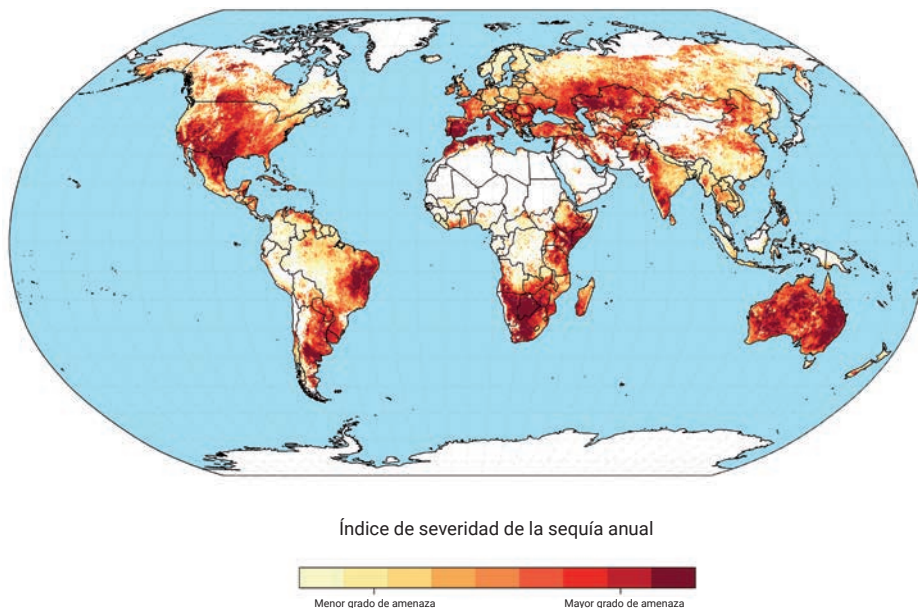 Índice de severidad de la sequía anual
Menor grado de amenaza
Mayor grado de amenaza